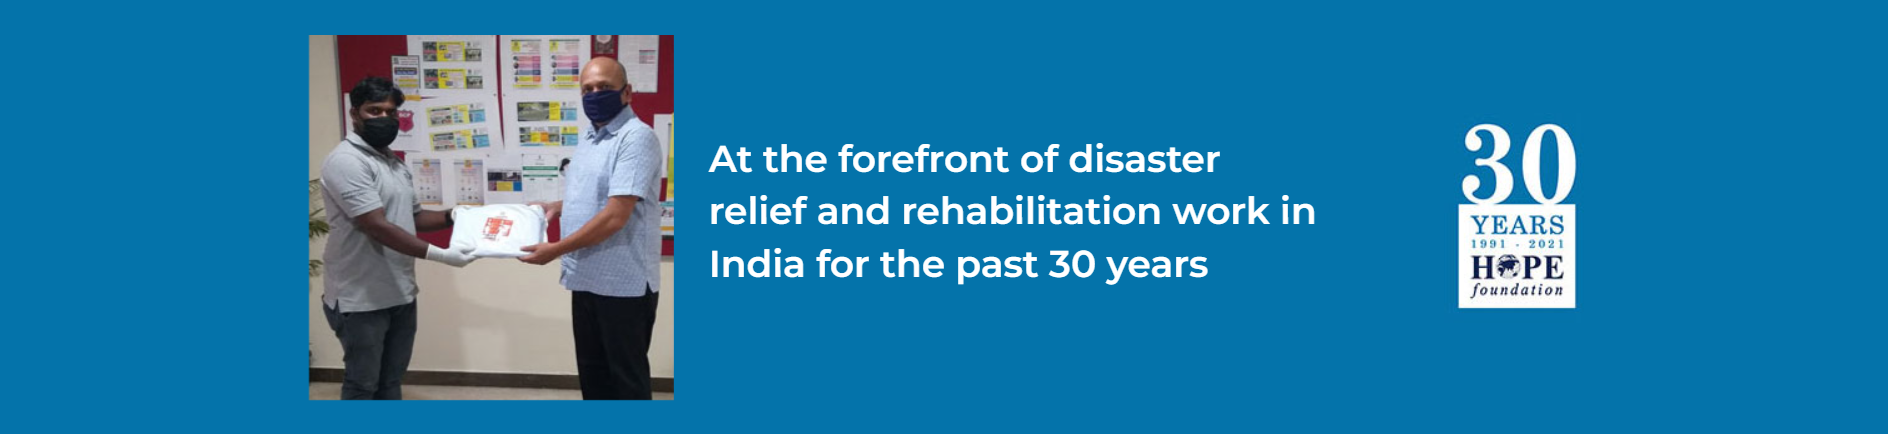 At the forefront of disaster
relief and rehabilitation work in
India for the past 30 years
30
YEARS
1991 - 2021
HOPE
foundation